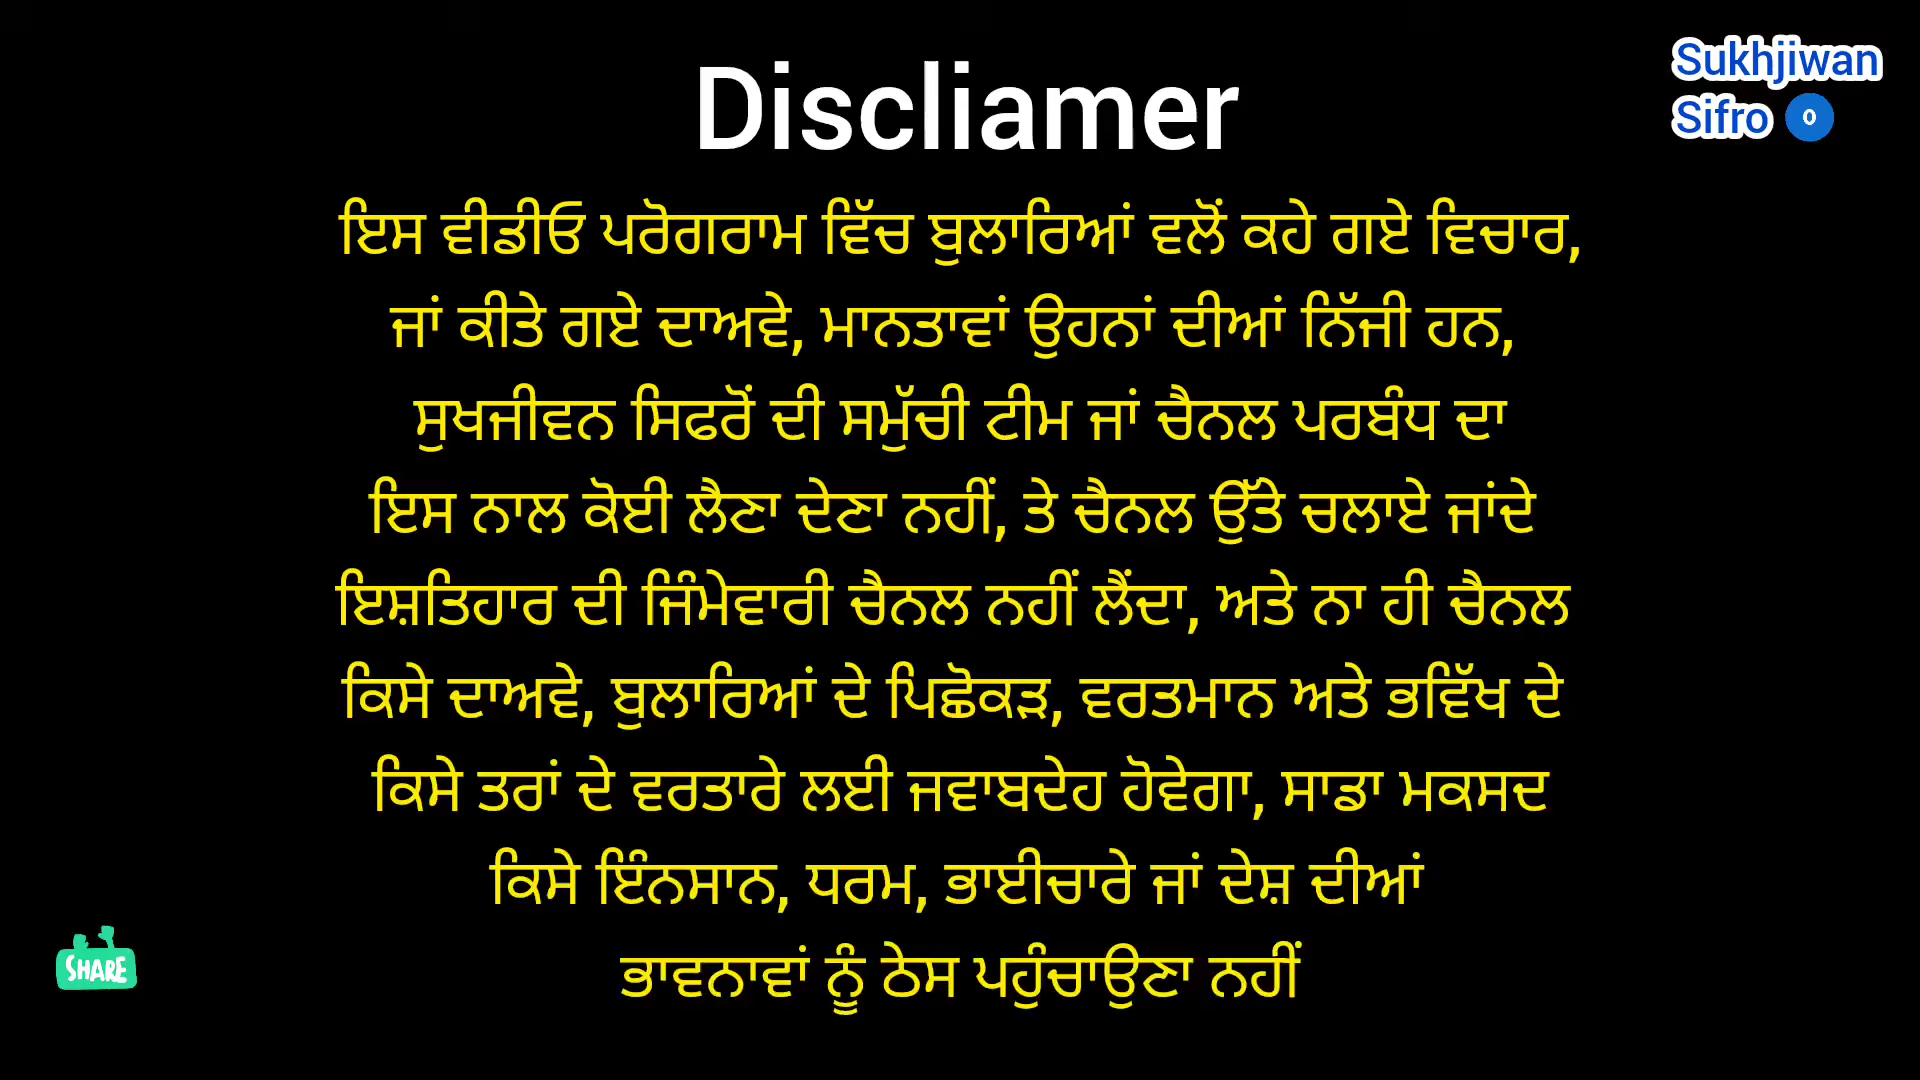 Discliamer
Sukhjiwan
Sifro 0
ਇਸ ਵੀਡੀਓ ਪਰੋਗਰਾਮ ਵਿੱਚ ਬੁਲਾਰਿਆਂ ਵਲੋਂ ਕਹੇ ਗਏ ਵਿਚਾਰ,
ਜਾਂ ਕੀਤੇ ਗਏ ਦਾਅਵੇ, ਮਾਨਤਾਵਾਂ ਉਹਨਾਂ ਦੀਆਂ ਨਿੱਜੀ ਹਨ,
ਸੁਖਜੀਵਨ ਸਿਫਰੋਂ ਦੀ ਸਮੁੱਚੀ ਟੀਮ ਜਾਂ ਚੈਨਲ ਪਰਬੰਧ ਦਾ
ਇਸ ਨਾਲ ਕੋਈ ਲੈਣਾ ਦੇਣਾ ਨਹੀਂ, ਤੇ ਚੈਨਲ ਉੱਤੇ ਚਲਾਏ ਜਾਂਦੇ
ਇਸ਼ਤਿਹਾਰ ਦੀ ਜਿੰਮੇਵਾਰੀ ਚੈਨਲ ਨਹੀਂ ਲੈਂਦਾ, ਅਤੇ ਨਾ ਹੀ ਚੈਨਲ
ਕਿਸੇ ਦਾਅਵੇ, ਬੁਲਾਰਿਆਂ ਦੇ ਪਿਛੋਕੜ, ਵਰਤਮਾਨ ਅਤੇ ਭਵਿੱਖ ਦੇ
ਕਿਸੇ ਤਰਾਂ ਦੇ ਵਰਤਾਰੇ ਲਈ ਜਵਾਬਦੇਹ ਹੋਵੇਗਾ, ਸਾਡਾ ਮਕਸਦ
ਕਿਸੇ ਇੰਨਸਾਨ, ਧਰਮ, ਭਾਈਚਾਰੇ ਜਾਂ ਦੇਸ਼ ਦੀਆਂ
ਭਾਵਨਾਵਾਂ ਨੂੰ ਠੇਸ ਪਹੁੰਚਾਉਣਾ ਨਹੀਂ
SHARE